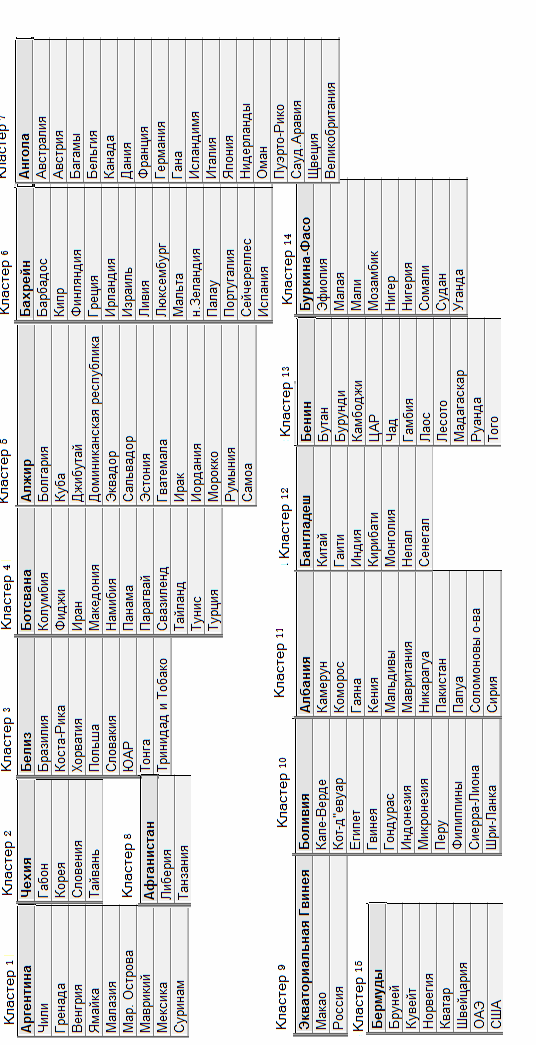 Кластер 1
Аргентина
Чили
Гренада
Венгрия
Ямайка
Малазия
Мар. Острова
Маврикий
Мексика
Суринам
Кластер 2
Чехия
Габон
Корея
Словения
Тайвань
Кластер 8
Афганистан
Либерия
Танзания
Кластер 3
Белиз
Бразилия
Коста-Рика
Хорватия
Польша
Словакия
ЮАР
Тонга
Тринидад и Тобако
Кластер 4
Ботсвана
Колумбия
Фиджи
Иран
Македония
Намибия
Панама
Парагвай
Свазиленд
Тайланд
Тунис
Турция
Кластер 5
Алжир
Болгария
Куба
Джибутай
Доминиканская республика
Эквадор
Сальвадор
Эстония
Гватемала
Ирак
Иордания
Морокко
Румыния
Самоа
Кластер 6
Бахрейн
Барбадос
Кипр
Финляндия
Греция
Ирландия
Израиль
Ливия
Люксембург
Мальта
н.Зеландия
Палау
Португалия
Сейчереллес
Испания
Кластер 7
Ангола
Австралия
Австрия
Багамы
Бельгия
Канада
Дания
Франция
Германия
Гана
Исландимя
Италия
Япония
Нидерланды
Оман
Пуэрто-Рико
Сауд.Аравия
Щвеция
Великобритания
Кластер 9
Экваториальная Гвинея
Макао
Россия
Кластер 15
Бермуды
Бруней
Кувейт
Норвегия
Кватар
Швейцария
ОАЭ
США
Кластер 10
Боливия
Капе-Верде
Кот-д"евуар
Египет
Гвинея
Гондурас
Индонезия
Микронезия
Перу
Филиппины
Сиерра-Лиона
Шри-Ланка
Кластер 11
Албания
Камерун
Коморос
Гаяна
Кения
Мальдивы
Мавритания
Никарагуа
Пакистан
Папуа
Соломоновы о-ва
Сирия
Кластер 12
Бангладеш
Китай
Гаити
Индия
Кирибати
Монголия
Непал
Сенегал
Кластер 13
Бенин
Бутан
Бурунди
Камбоджи
ЦАР
Чад
Гамбия
Лаос
Лесото
Мадагаскар
Руанда
Того
Кластер 14
Буркина-Фасо
Эфиопия
Малая
Мали
Мозамбик
Нигер
Нигерия
Сомали
Судан
Уганда